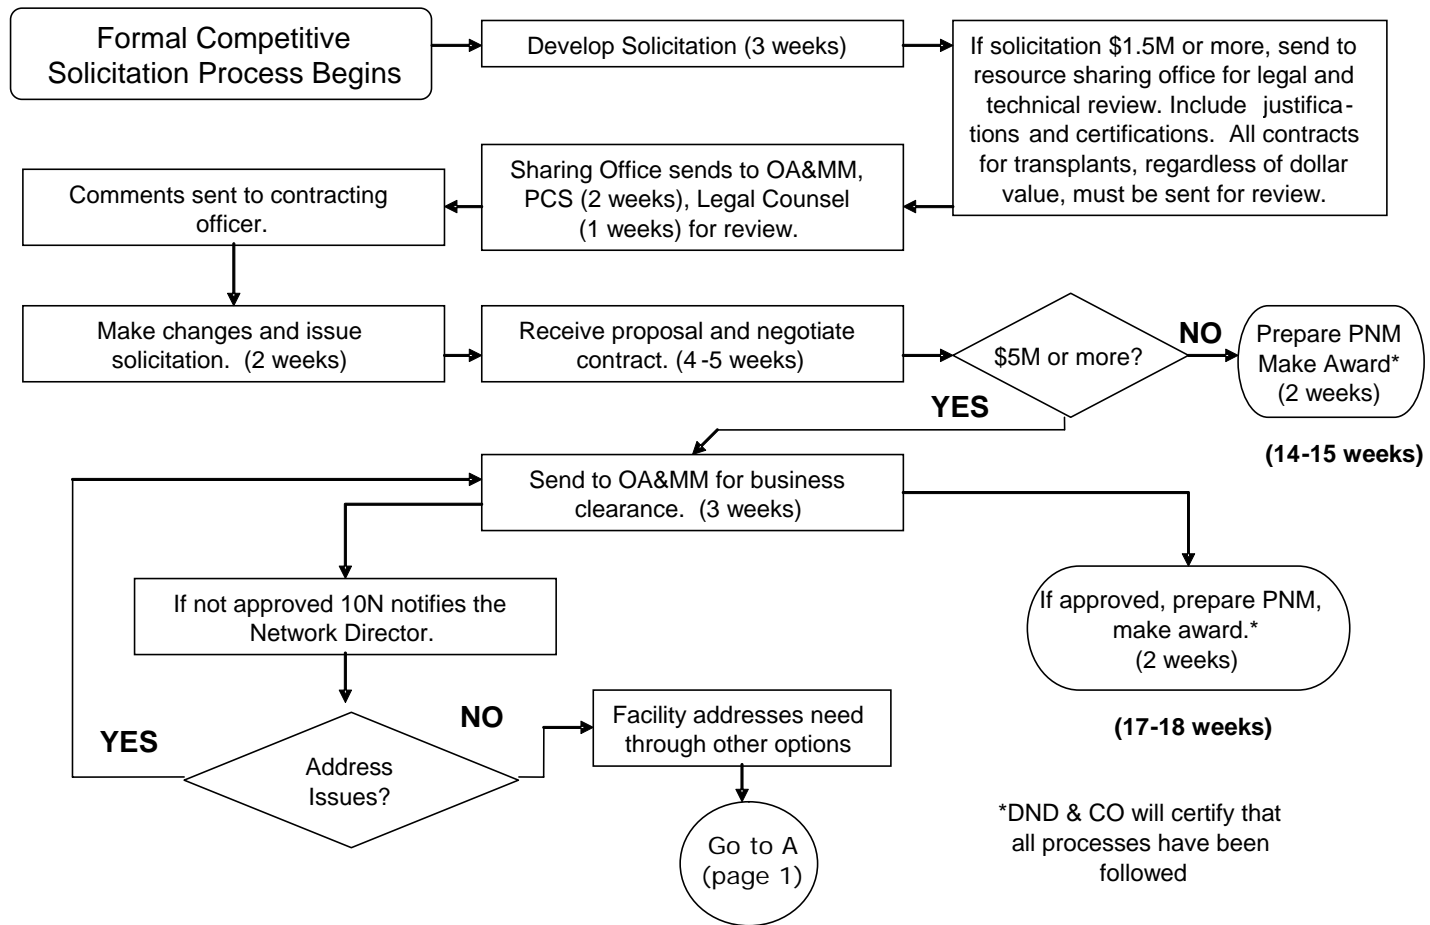 Formal Competitive
Solicitation Process Begins
Develop Solicitation (3 weeks)
If solicitation $1.5M or more, send to
resource sharing office for legal and
technical review. Include justifica-
tions and certifications. All contracts
for transplants, regardless of dollar
value, must be sent for review.
Sharing Office sends to OA&MM,
PCS (2 weeks), Legal Counsel
(1 weeks) for review.
Comments sent to contracting
officer.
Make changes and issue
solicitation. (2 weeks)
Receive proposal and negotiate
contract. (4-5 weeks)
$5M or more?
NO
Prepare PNM
Make Award*
(2 weeks)
(14-15 weeks)
YES
Send to OA&MM for business
clearance. (3 weeks)
If not approved 10N notifies the
Network Director.
If approved, prepare PNM,
make award.*
(2 weeks)
(17-18 weeks)
Address
Issues?
YES
NO
Facility addresses need
through other options
Go to A
(page 1)
*DND & CO will certify that
all processes have been
followed